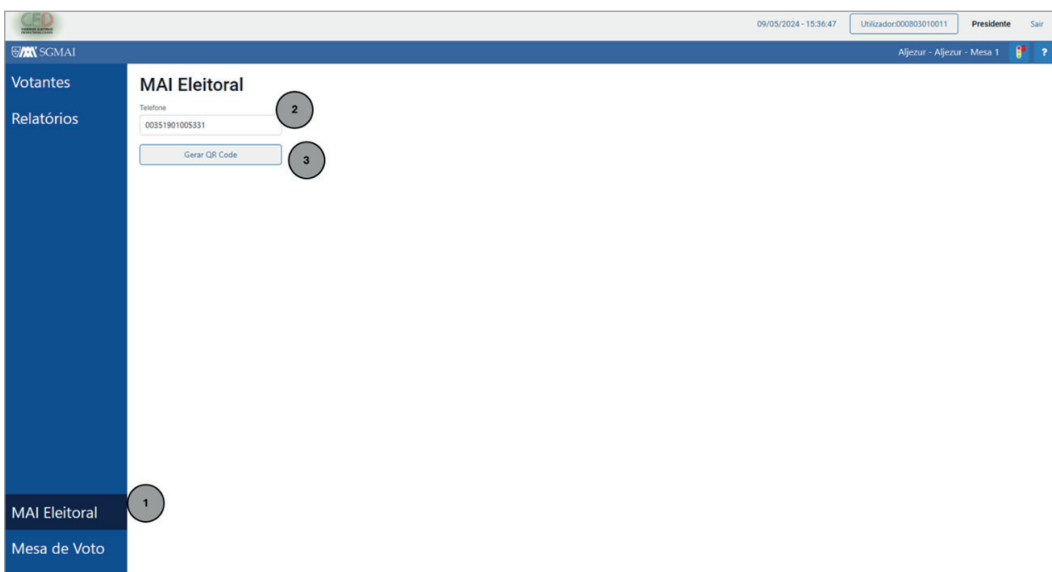 CED
09/05/2024 - 15:36:47 Utilizador:000803010011 Presidente Sair
SGMAI Aljezur - Aljezur - Mesa 1 ?
Votantes
Relatórios
MAI Eleitoral
Telefone
2
00351901005331
Gerar QR Code
3
MAI Eleitoral
1
Mesa de Voto